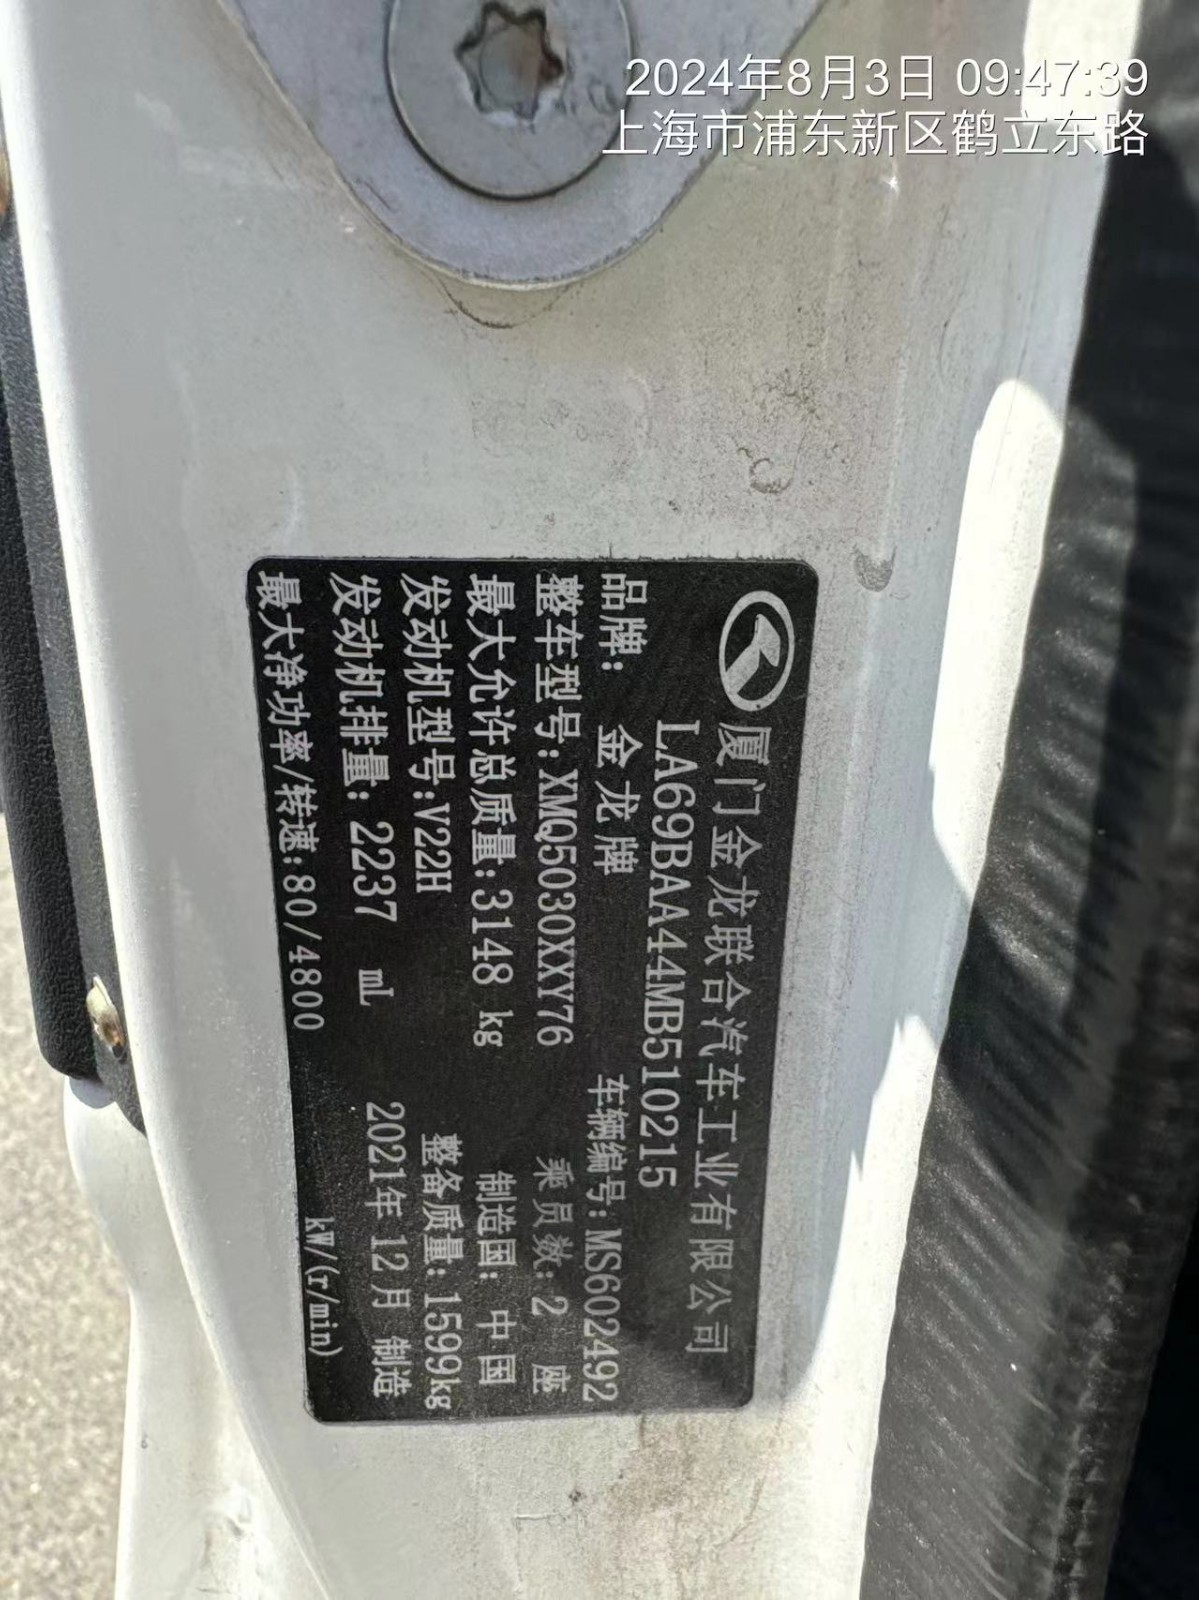 2024年8月3日 09:47:39
上海市浦东新区鹤立东路
厦门金龙联合汽车工业有限公司
LA69BAA44MB510215
品牌: 金龙牌 车辆编号:MS602492
整车型号:XMQ5030XXY76 乘员数:2 座
最大允许总质量:3148 kg 制造国: 中国
发动机型号:V22H 整备质量:1599kg
发动机排量: 2237 mL 2021年12月 制造
最大净功率/转速:80/4800 kW/(r/min)